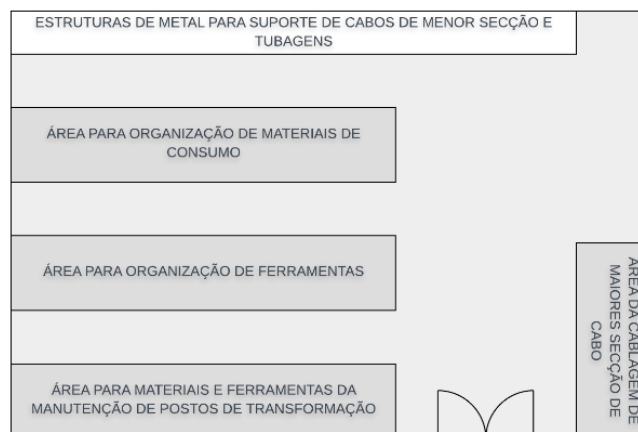 ESTRUTURAS DE METAL PARA SUPORTE DE CABOS DE MENOR SECÇÃO E
TUBAGENS
ÁREA PARA ORGANIZAÇÃO DE MATERIAIS DE
CONSUMO
ÁREA PARA ORGANIZAÇÃO DE FERRAMENTAS
ÁREA PARA MATERIAIS E FERRAMENTAS DA
MANUTENÇÃO DE POSTOS DE TRANSFORMAÇÃO
ÁREA DA CABLAGEM DE
MAIORES SECÇÃO DE
CABO